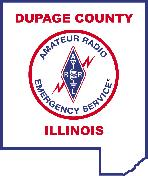 DUPAGE COUNTY
AMATEUR RADIO
EMERGENCY SERVICE
ILLINOIS